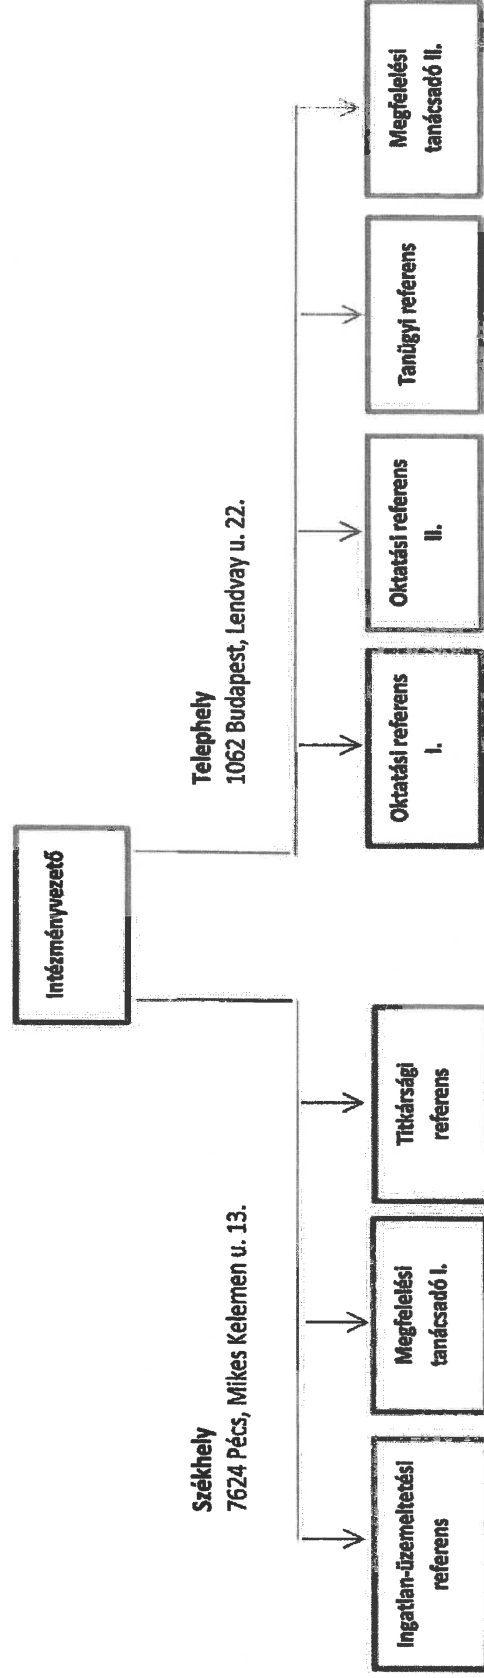 Intézményvezető
Székhely
7624 Pécs, Mikes Kelemen u. 13.
Telephely
1062 Budapest, Lendvay u. 22.
Ingatlan-üzemeltetési
referens
Megfelelési
tanácsadó I.
Titkársági
referens
Oktatási referens
I.
Oktatási referens
II.
Tanügyi referens
Megfelelési
tanácsadó II.